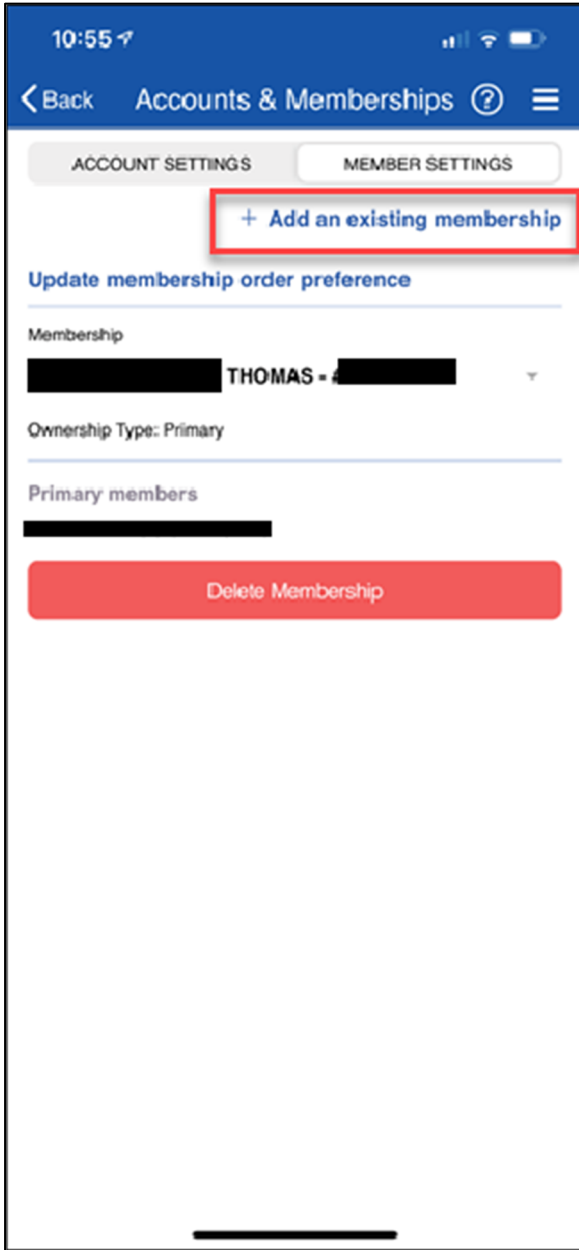 10:55
Back Accounts & Memberships ?
ACCOUNT SETTINGS MEMBER SETTINGS
+ Add an existing membership
Update membership order preference
Membership
THOMAS -
Ownership Type: Primary
Primary members
Delete Membership